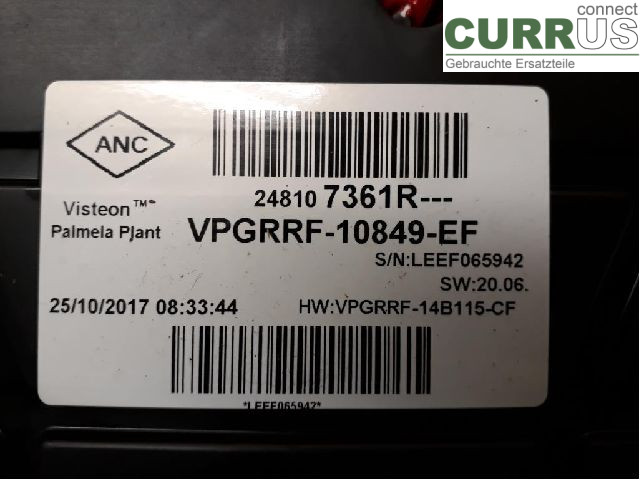 connect
CURRUS
Gebrauchte Ersatzteile
ANC
24810 7361R---
Visteon™
Palmela Plant
VPGRRF-10849-EF
S/N:LEEF065942
SW:20.06.
25/10/2017 08:33:44
HW:VPGRRF-14B115-CF
*LEEF065942*